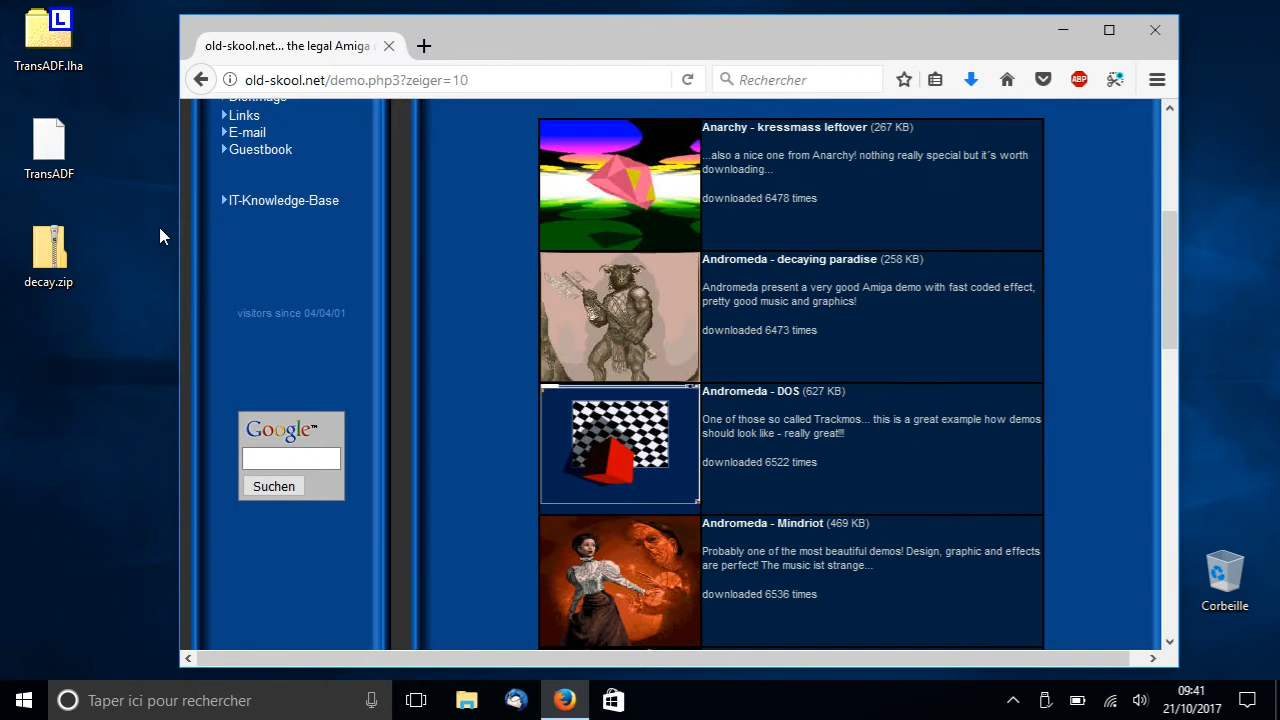 TransADF.lha
TransADF
decay.zip
old-skool.net... the legal Amiga
old-skool.net/demo.php3?zeiger=10
Rechercher
ABP
Links
E-mail
Guestbook
IT-Knowledge-Base
visitors since 04/04/01
Google™
Suchen
Anarchy - kressmass leftover (267 KB)
...also a nice one from Anarchy! nothing really special but it´s worth
downloading...
downloaded 6478 times
Andromeda - decaying paradise (258 KB)
Andromeda present a very good Amiga demo with fast coded effect,
pretty good music and graphics!
downloaded 6473 times
Andromeda - DOS (627 KB)
One of those so called Trackmos... this is a great example how demos
should look like - really great!!!
downloaded 6522 times
Andromeda - Mindriot (469 KB)
Probably one of the most beautiful demos! Design, graphic and effects
are perfect! The music ist strange...
downloaded 6536 times
Corbeille
Taper ici pour rechercher
09:41
21/10/2017